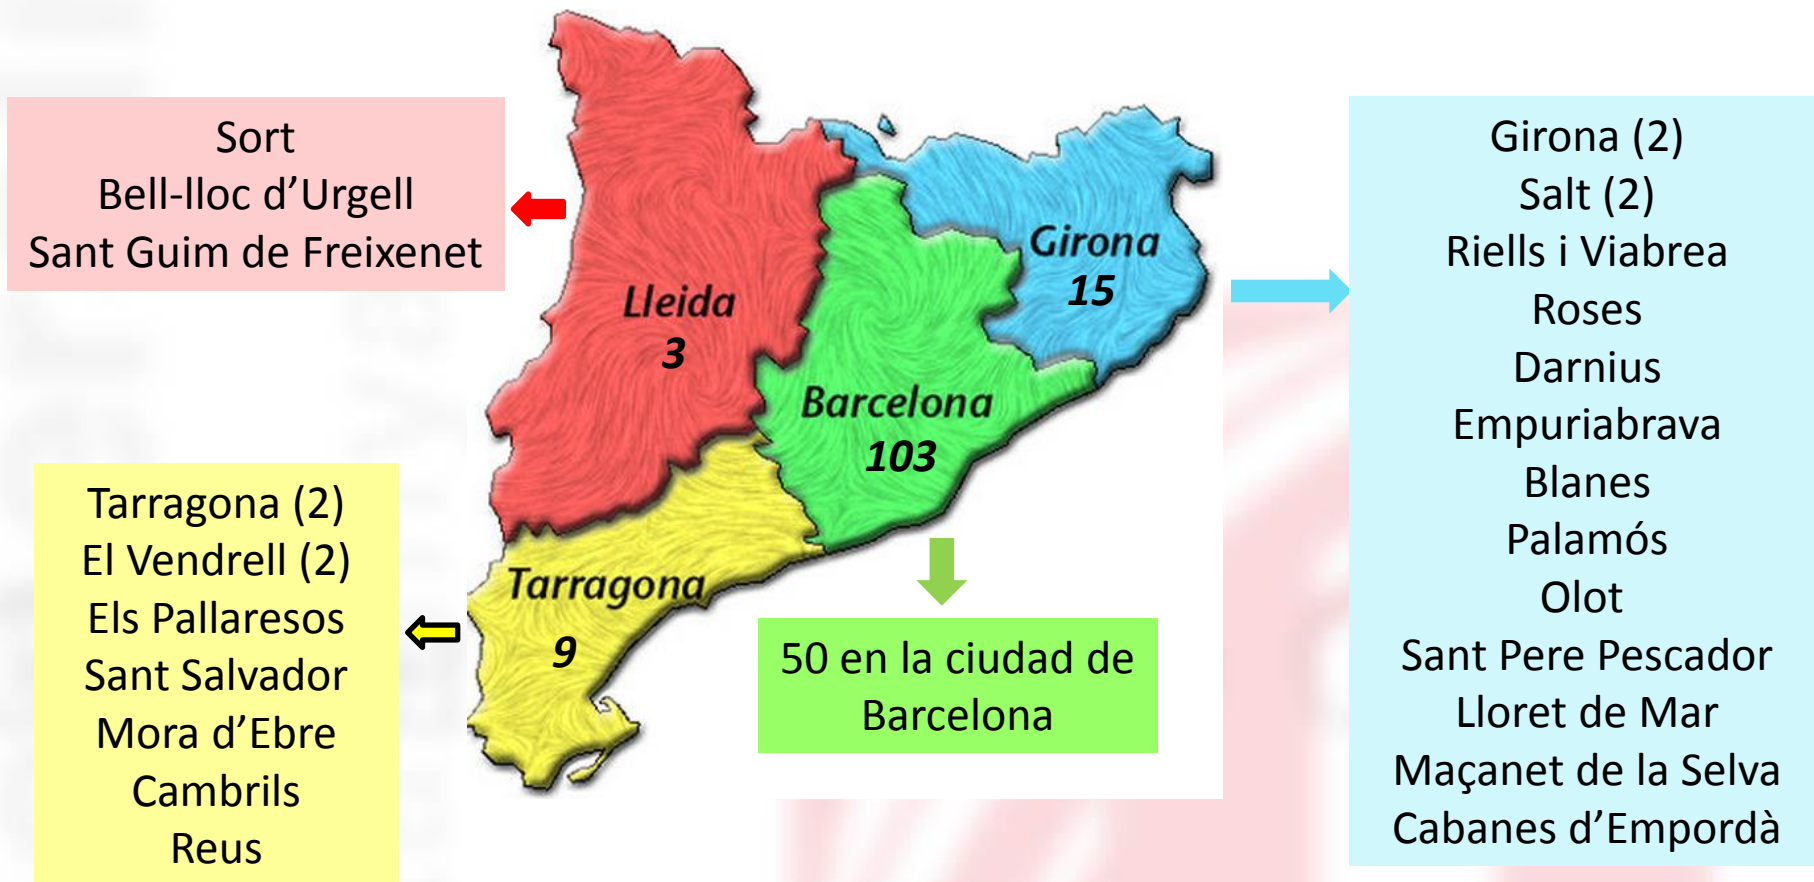 Sort
Bell-lloc d’Urgell
Sant Guim de Freixenet
Lleida
3
Girona
15
Barcelona
103
Tarragona
9
Girona (2)
Salt (2)
Riells i Viabrea
Roses
Darnius
Empuriabrava
Blanes
Palamós
Olot
Sant Pere Pescador
Lloret de Mar
Maçanet de la Selva
Cabanes d’Empordà
Tarragona (2)
El Vendrell (2)
Els Pallaresos
Sant Salvador
Mora d’Ebre
Cambrils
Reus
50 en la ciudad de
Barcelona